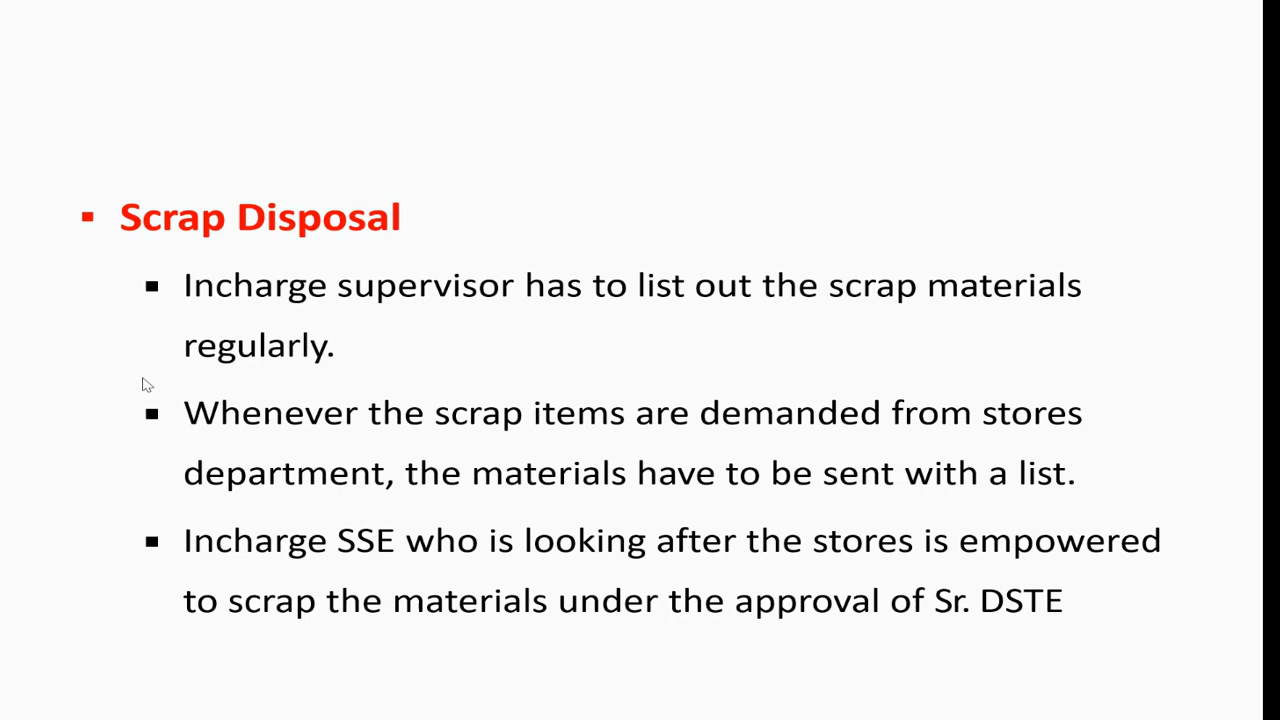 ▪ Scrap Disposal
▪ Incharge supervisor has to list out the scrap materials
regularly.
▪ Whenever the scrap items are demanded from stores
department, the materials have to be sent with a list.
▪ Incharge SSE who is looking after the stores is empowered
to scrap the materials under the approval of Sr. DSTE